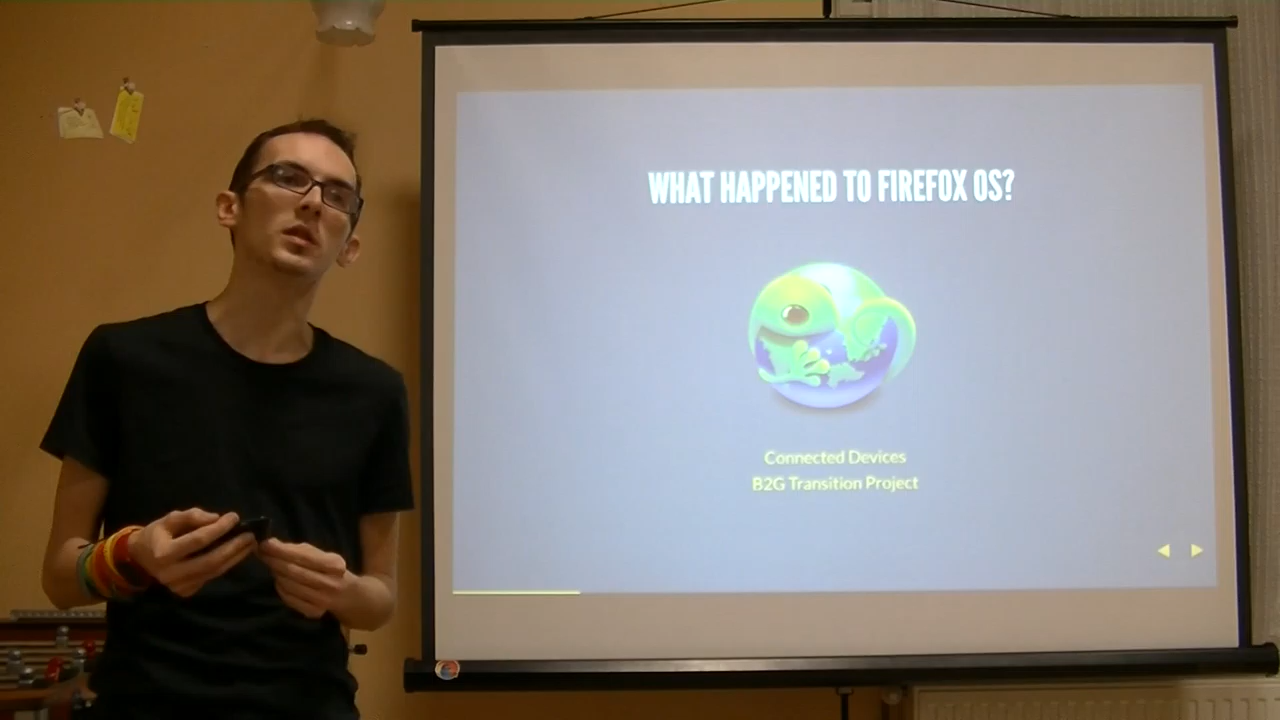 WHAT HAPPENED TO FIREFOX OS?
Connected Devices
B2G Transition Project